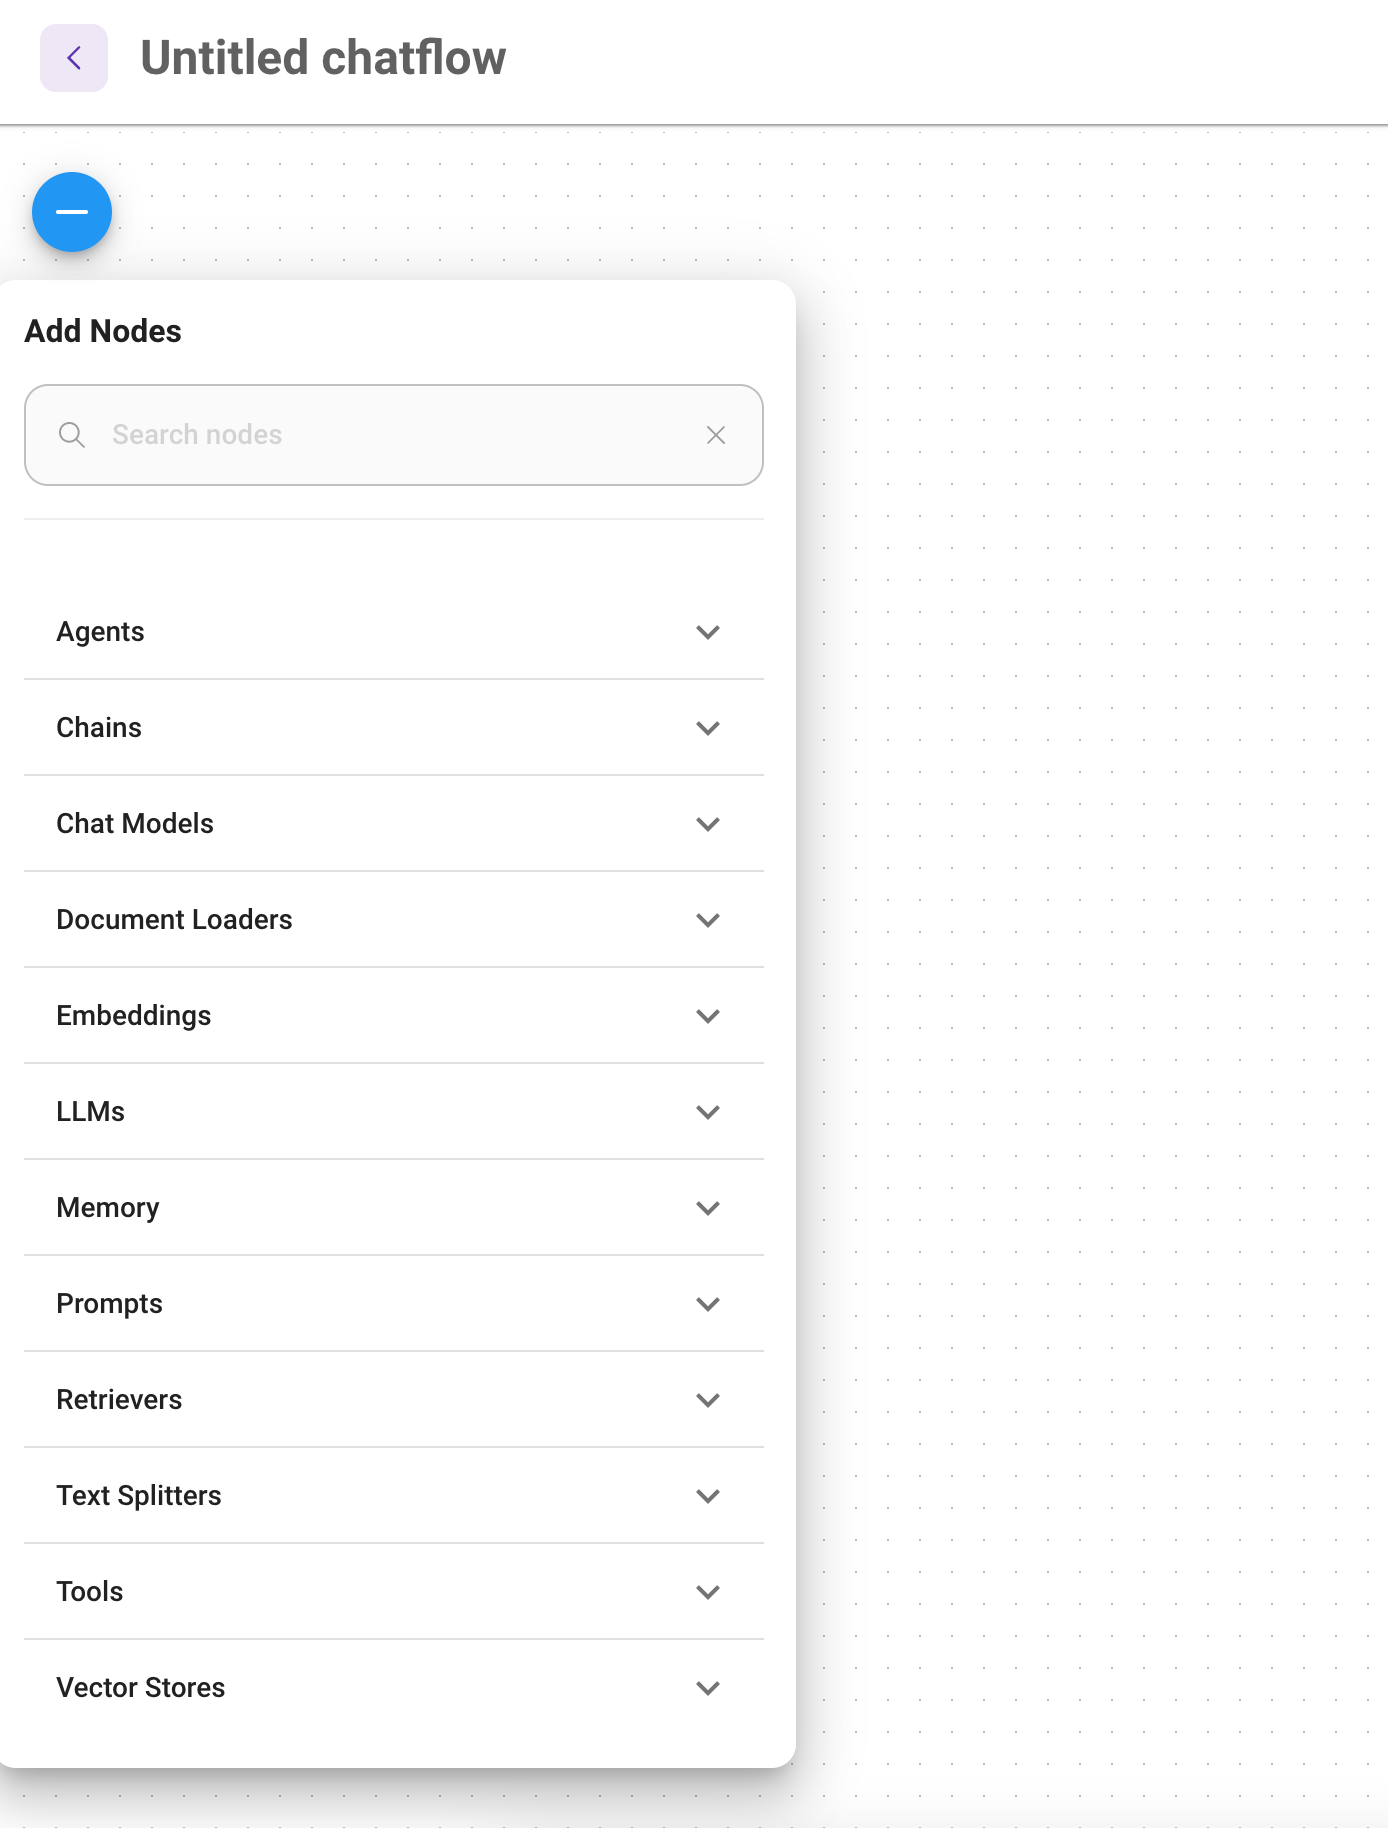 Untitled chatflow
Add Nodes
Search nodes
Agents
Chains
Chat Models
Document Loaders
Embeddings
LLMs
Memory
Prompts
Retrievers
Text Splitters
Tools
Vector Stores